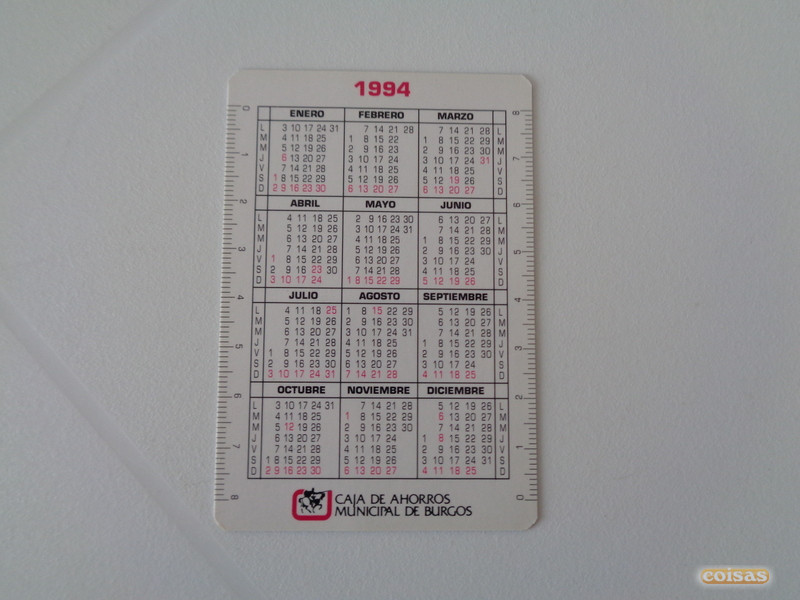 1994
ENERO FEBRERO MARZO
L 3 10 17 24 31 7 14 21 28 7 14 21 28 L
M 4 11 18 25 1 8 15 22 1 8 15 22 29 M
M 5 12 19 26 2 9 16 23 2 9 16 23 30 M
J 6 13 20 27 3 10 17 24 3 10 17 24 31 J
V 7 14 21 28 4 11 18 25 4 11 18 25 V
S 1 8 15 22 29 5 12 19 26 5 12 19 26 S
D 2 9 16 23 30 6 13 20 27 6 13 20 27 D
ABRIL MAYO JUNIO
L 4 11 18 25 2 9 16 23 30 6 13 20 27 L
M 5 12 19 26 3 10 17 24 31 7 14 21 28 M
M 6 13 20 27 4 11 18 25 1 8 15 22 29 M
J 7 14 21 28 5 12 19 26 2 9 16 23 30 J
V 1 8 15 22 29 6 13 20 27 3 10 17 24 V
S 2 9 16 23 30 7 14 21 28 4 11 18 25 S
D 3 10 17 24 1 8 15 22 29 5 12 19 26 D
JULIO AGOSTO SEPTIEMBRE
L 4 11 18 25 1 8 15 22 29 5 12 19 26 L
M 5 12 19 26 2 9 16 23 30 6 13 20 27 M
M 6 13 20 27 3 10 17 24 31 7 14 21 28 M
J 7 14 21 28 4 11 18 25 1 8 15 22 29 J
V 1 8 15 22 29 5 12 19 26 2 9 16 23 30 V
S 2 9 16 23 30 6 13 20 27 3 10 17 24 S
D 3 10 17 24 31 7 14 21 28 4 11 18 25 D
OCTUBRE NOVIEMBRE DICIEMBRE
L 3 10 17 24 31 7 14 21 28 5 12 19 26 L
M 4 11 18 25 1 8 15 22 29 6 13 20 27 M
M 5 12 19 26 2 9 16 23 30 7 14 21 28 M
J 6 13 20 27 3 10 17 24 1 8 15 22 29 J
V 7 14 21 28 4 11 18 25 2 9 16 23 30 V
S 1 8 15 22 29 5 12 19 26 3 10 17 24 31 S
D 2 9 16 23 30 6 13 20 27 4 11 18 25 D
CAJA DE AHORROS
MUNICIPAL DE BURGOS
0 1 2 3 4 5 6 7 8
8 7 6 5 4 3 2 1 0
coisas